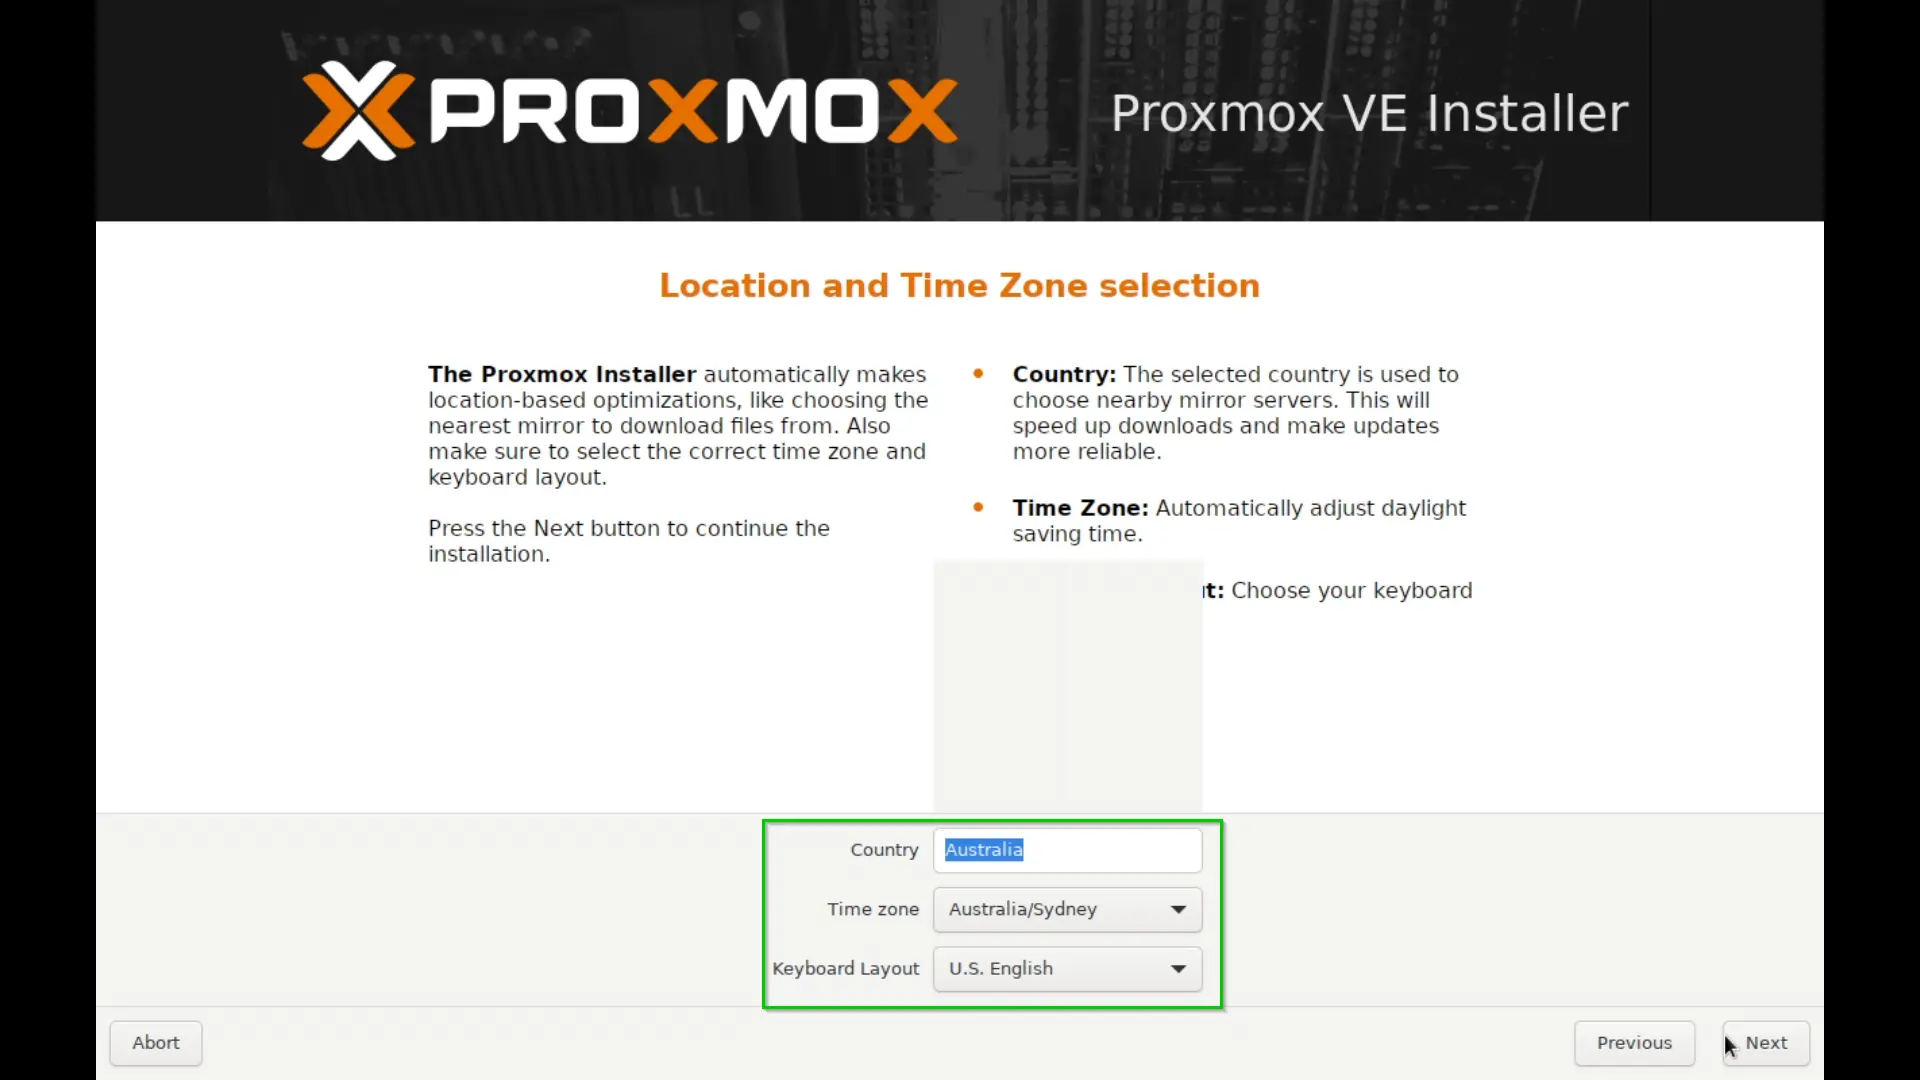 PROXMOX
Proxmox VE Installer
Location and Time Zone selection
The Proxmox Installer automatically makes
location-based optimizations, like choosing the
nearest mirror to download files from. Also
make sure to select the correct time zone and
keyboard layout.
Press the Next button to continue the
installation.
Country: The selected country is used to
choose nearby mirror servers. This will
speed up downloads and make updates
more reliable.
Time Zone: Automatically adjust daylight
saving time.
t: Choose your keyboard
Country
Australia
Time zone
Australia/Sydney
Keyboard Layout
U.S. English
Abort
Previous
Next